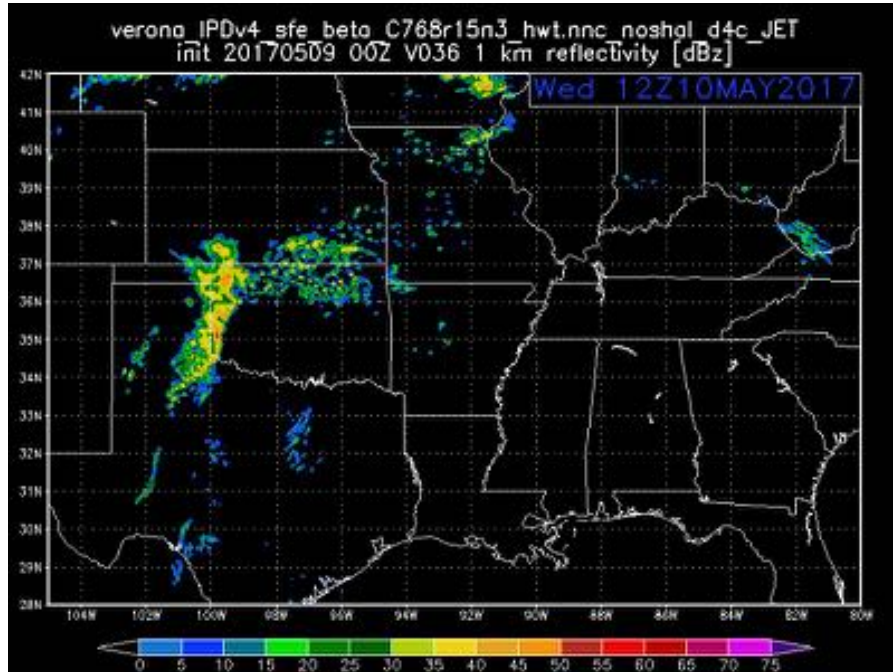 verona_IPDv4_sfe_beta_C768r15n3_hwt.nnc_noshal_d4c_JET
init 20170509 00Z V036 1 km reflectivity [dBz]
Wed 12Z10MAY2017
42N
41N
40N
39N
38N
37N
36N
35N
34N
33N
32N
31N
30N
29N
28N
104W 102W 100W 98W 96W 94W 92W 90W 88W 86W 84W 82W 80W
0 5 10 15 20 25 30 35 40 45 50 55 60 65 70 75